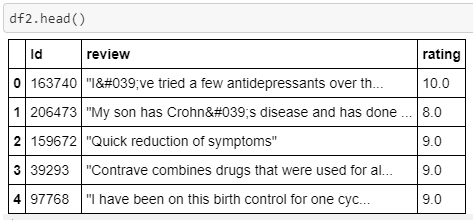 df2.head()
Id review rating
0 163740 "I&#039;ve tried a few antidepressants over th... 10.0
1 206473 "My son has Crohn&#039;s disease and has done ... 8.0
2 159672 "Quick reduction of symptoms" 9.0
3 39293 "Contrave combines drugs that were used for al... 9.0
4 97768 "I have been on this birth control for one cyc... 9.0